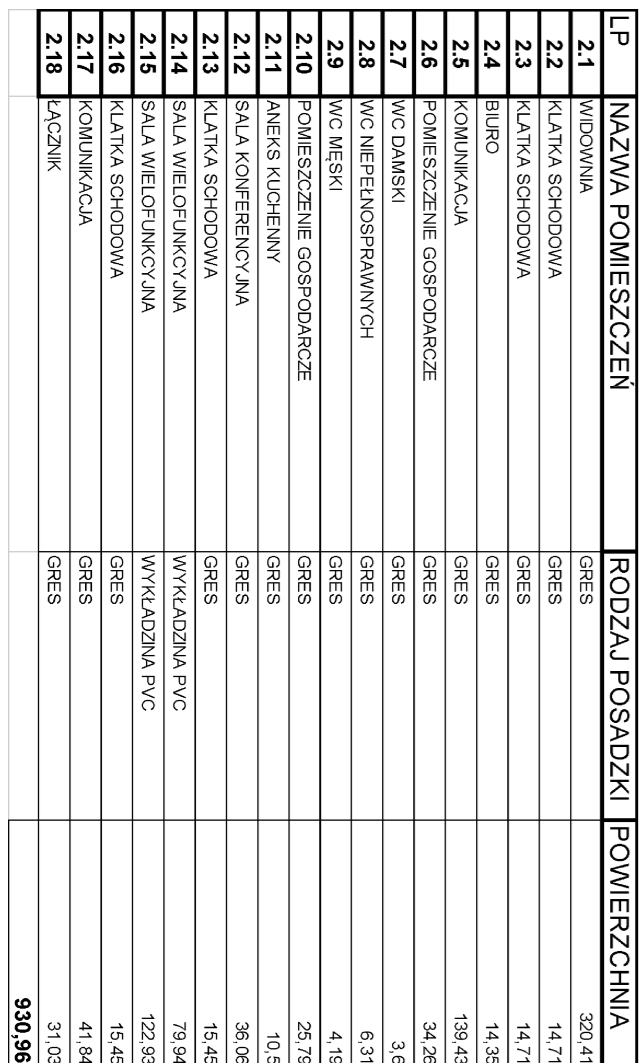 LP NAZWA POMIESZCZEŃ RODZAJ POSADZKI POWIERZCHNIA
2.1 WIDOWNIA GRES 320,41
2.2 KLATKA SCHODOWA GRES 14,71
2.3 KLATKA SCHODOWA GRES 14,71
2.4 BIURO GRES 14,35
2.5 KOMUNIKACJA GRES 139,43
2.6 POMIESZCZENIE GOSPODARCZE GRES 34,26
2.7 WC DAMSKI GRES 3,6
2.8 WC NIEPEŁNOSPRAWNYCH GRES 6,31
2.9 WC MĘSKI GRES 4,19
2.10 POMIESZCZENIE GOSPODARCZE GRES 25,79
2.11 ANEKS KUCHENNY GRES 10,5
2.12 SALA KONFERENCYJNA GRES 36,06
2.13 KLATKA SCHODOWA GRES 15,45
2.14 SALA WIELOFUNKCYJNA WYKŁADZINA PVC 79,94
2.15 SALA WIELOFUNKCYJNA WYKŁADZINA PVC 122,93
2.16 KLATKA SCHODOWA GRES 15,45
2.17 KOMUNIKACJA GRES 41,84
2.18 ŁĄCZNIK GRES 31,03
930,96